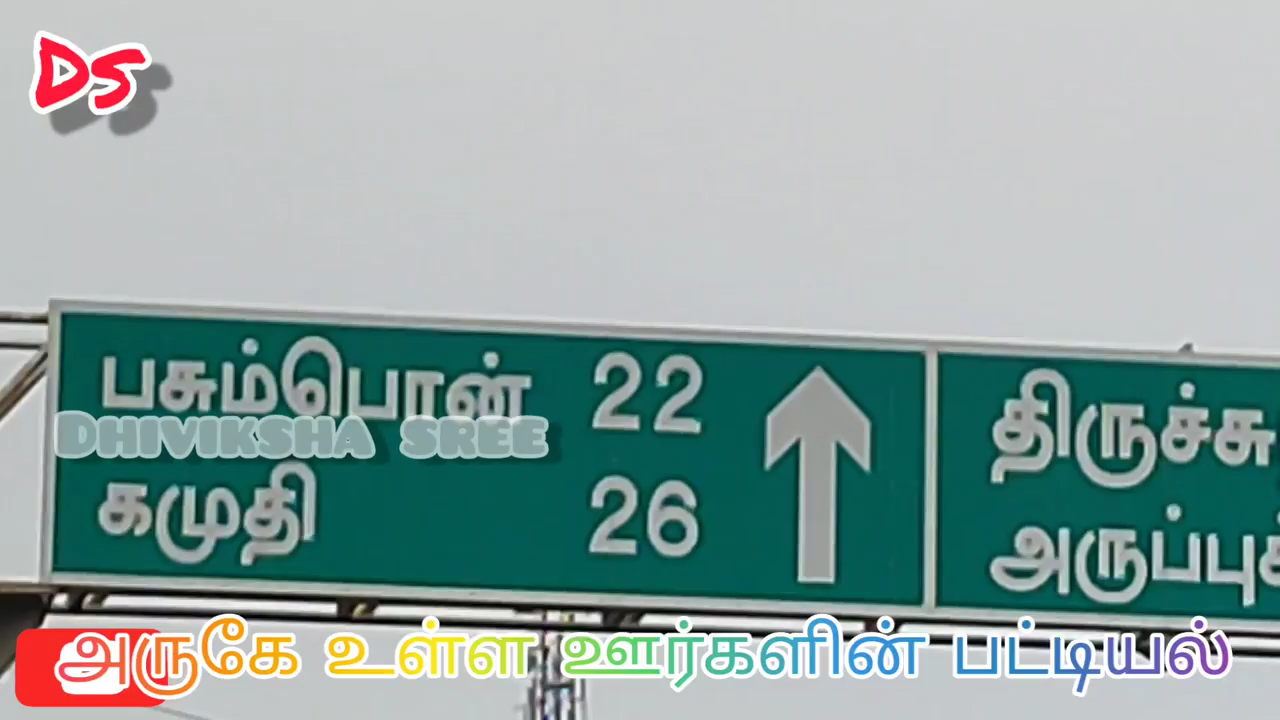 DS
பசும்பொன் 22
DHIVIKSHA SREE
கமுதி 26
திருச்சு
அருப்புக
அருகே உள்ள ஊர்களின் பட்டியல்